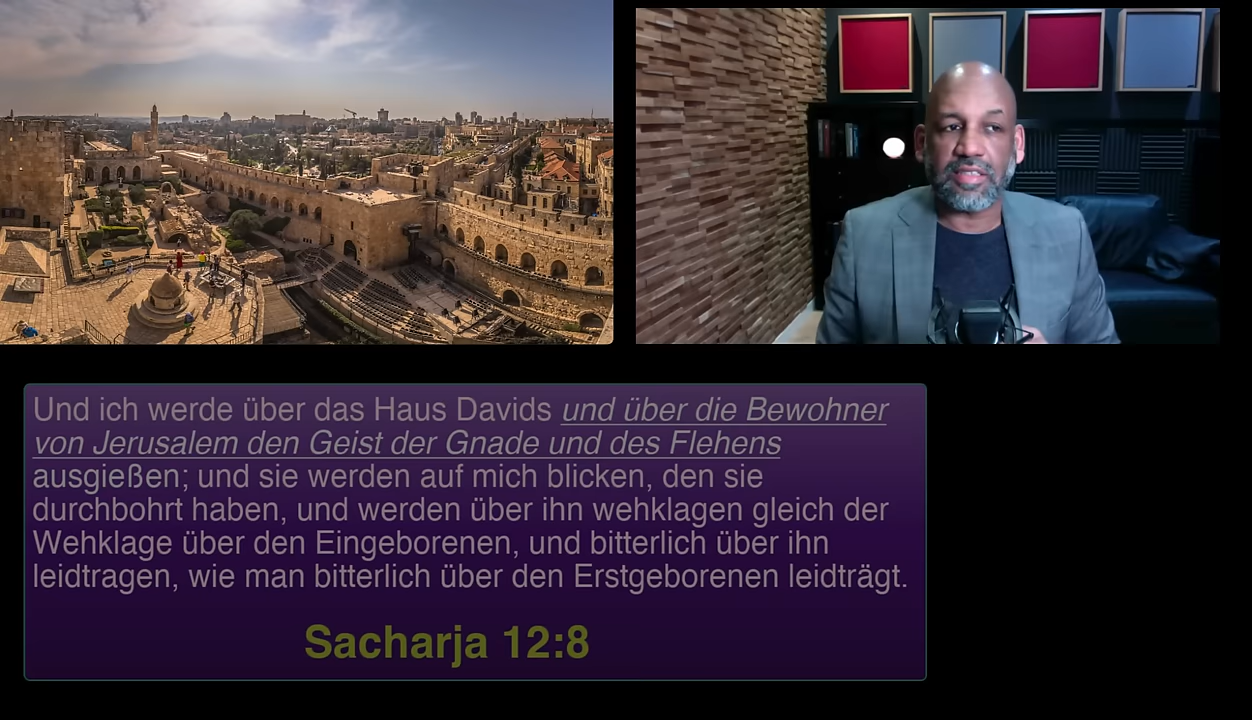 Und ich werde über das Haus Davids und über die Bewohner
von Jerusalem den Geist der Gnade und des Flehens
ausgießen; und sie werden auf mich blicken, den sie
durchbohrt haben, und werden über ihn wehklagen gleich der
Wehklage über den Eingeborenen, und bitterlich über ihn
leidtragen, wie man bitterlich über den Erstgeborenen leidträgt.
Sacharja 12:8